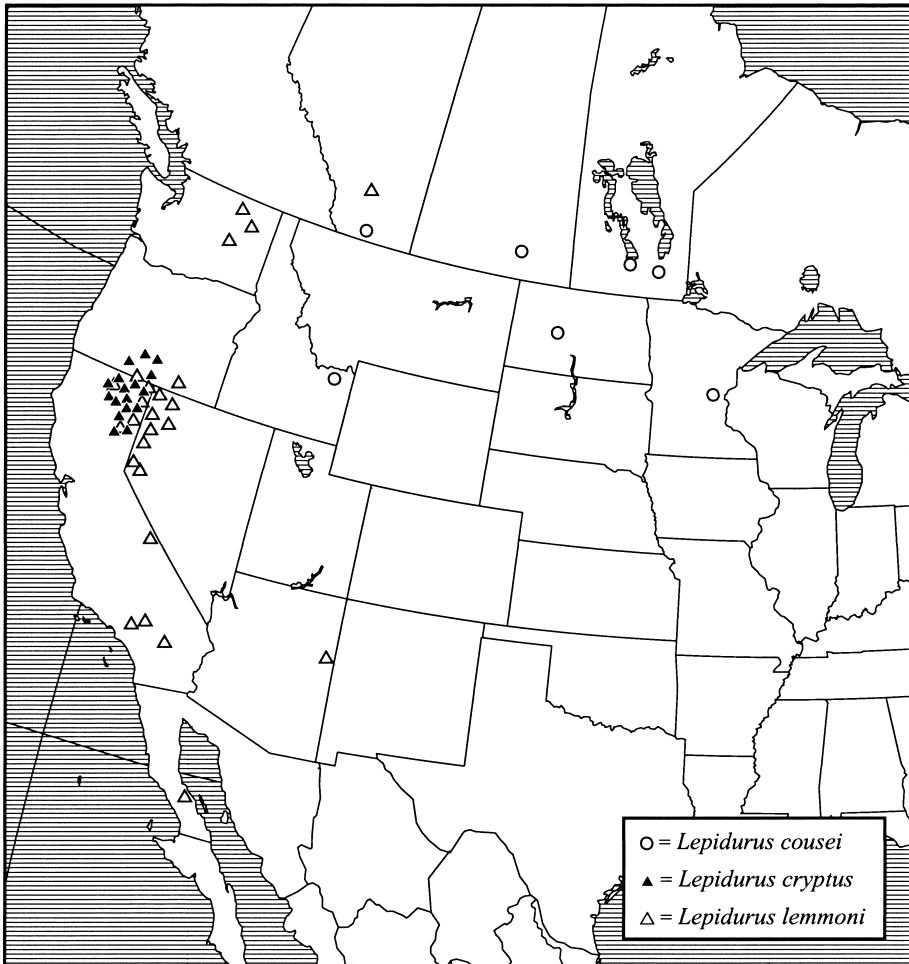 ○ = Lepidurus cousei
▲ = Lepidurus cryptus
△ = Lepidurus lemmoni